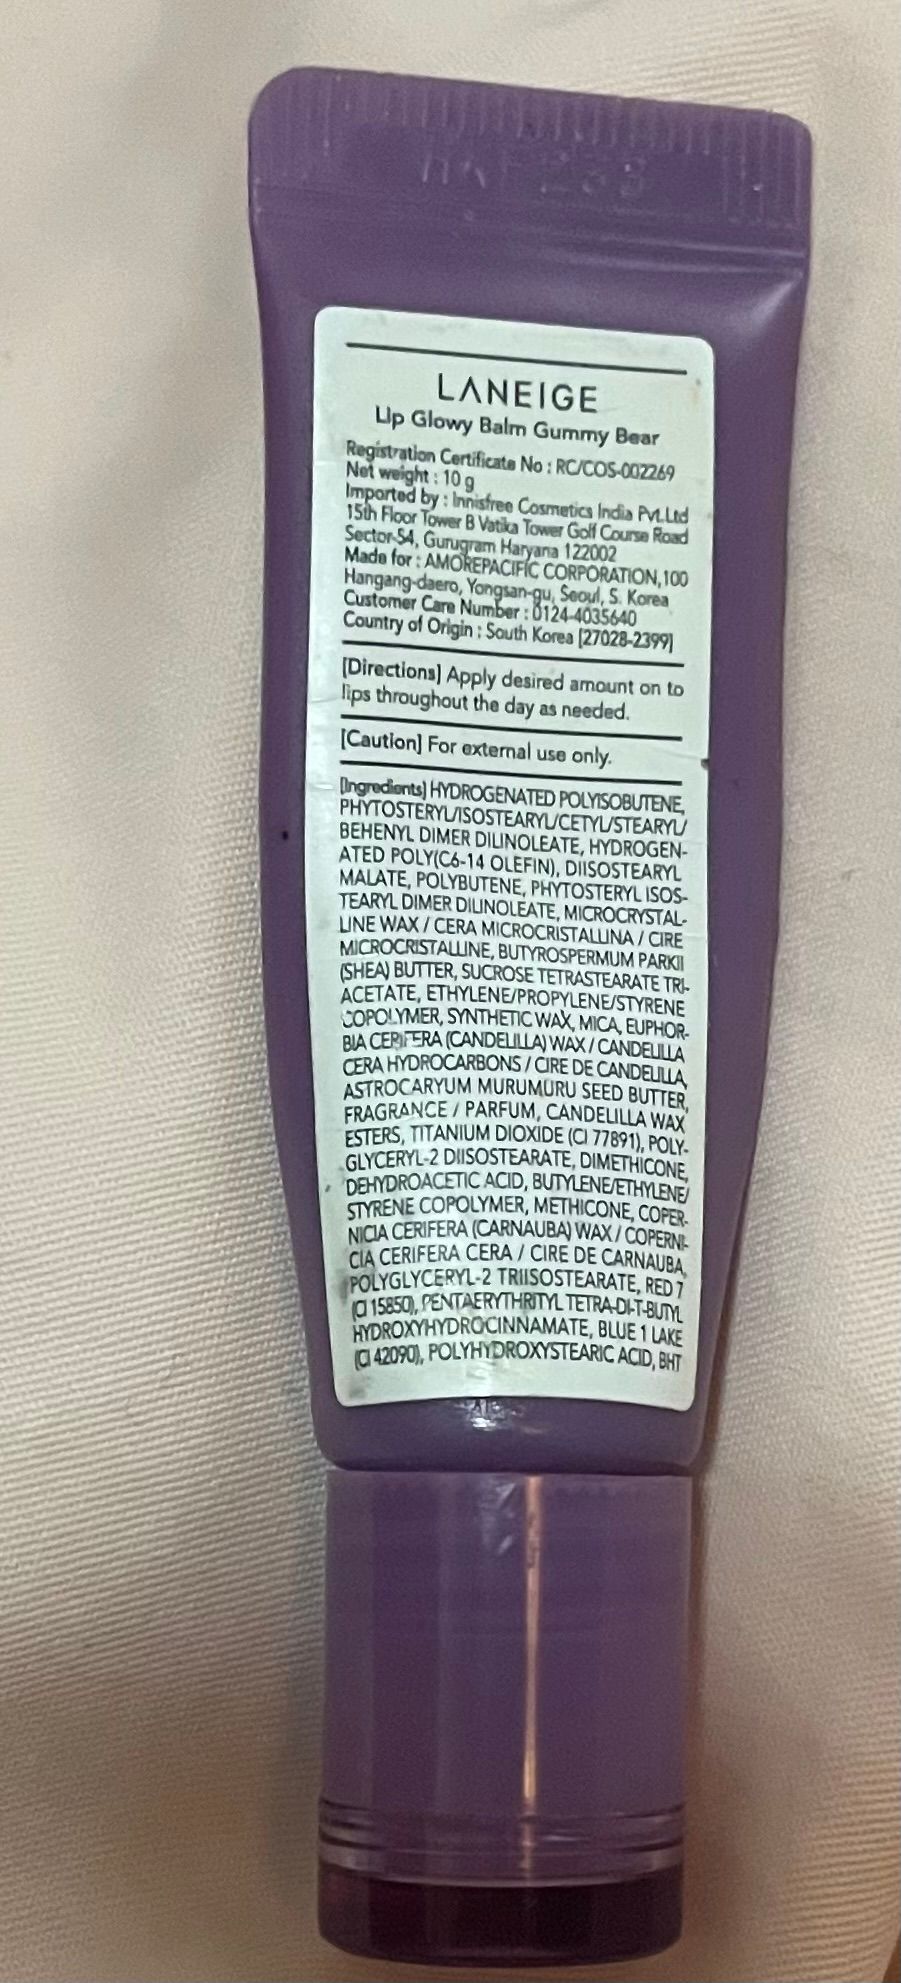 LANEIGE
Lip Glowy Balm Gummy Bear
Registration Certificate No : RC/COS-002269
Net weight : 10 g
Imported by : Innisfree Cosmetics India Pvt.Ltd
15th Floor Tower B Vatika Tower Golf Course Road
Sector-54, Gurugram Haryana 122002
Made for : AMOREPACIFIC CORPORATION,100
Hangang-daero, Yongsan-gu, Seoul, S. Korea
Customer Care Number : 0124-4035640
Country of Origin : South Korea [27028-2399]
[Directions] Apply desired amount on to
lips throughout the day as needed.
[Caution] For external use only.
[Ingredients] HYDROGENATED POLYISOBUTENE,
PHYTOSTERYL/ISOSTEARYL/CETYL/STEARYL/
BEHENYL DIMER DILINOLEATE, HYDROGEN-
ATED POLY(C6-14 OLEFIN), DIISOSTEARYL
MALATE, POLYBUTENE, PHYTOSTERYL ISOS-
TEARYL DIMER DILINOLEATE, MICROCRYSTAL-
LINE WAX / CERA MICROCRISTALLINA / CIRE
MICROCRISTALLINE, BUTYROSPERMUM PARKII
(SHEA) BUTTER, SUCROSE TETRASTEARATE TRI-
ACETATE, ETHYLENE/PROPYLENE/STYRENE
COPOLYMER, SYNTHETIC WAX, MICA, EUPHOR-
BIA CERIFERA (CANDELILLA) WAX / CANDELILLA
CERA HYDROCARBONS / CIRE DE CANDELILLA,
ASTROCARYUM MURUMURU SEED BUTTER,
FRAGRANCE / PARFUM, CANDELILLA WAX
ESTERS, TITANIUM DIOXIDE (CI 77891), POLY-
GLYCERYL-2 DIISOSTEARATE, DIMETHICONE,
DEHYDROACETIC ACID, BUTYLENE/ETHYLENE/
STYRENE COPOLYMER, METHICONE, COPER-
NICIA CERIFERA (CARNAUBA) WAX / COPERNI-
CIA CERIFERA CERA / CIRE DE CARNAUBA,
POLYGLYCERYL-2 TRIISOSTEARATE, RED 7
(CI 15850), PENTAERYTHRITYL TETRA-DI-T-BUTYL
HYDROXYHYDROCINNAMATE, BLUE 1 LAKE
(CI 42090), POLYHYDROXYSTEARIC ACID, BHT